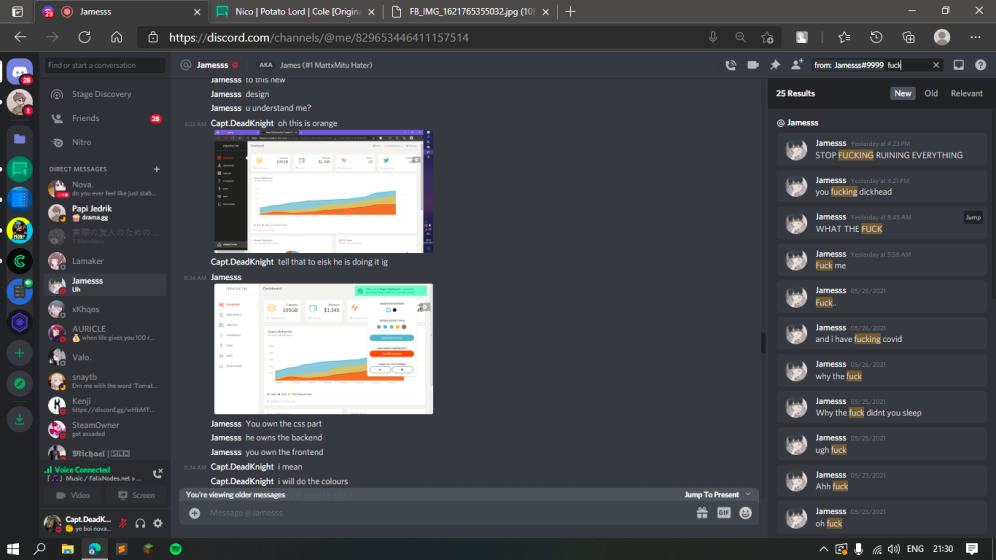 Jamesss
Nico | Potato Lord | Cole [Origina
FB_IMG_1621765355032.jpg (108
https://discord.com/channels/@me/829653446411157514
Find or start a conversation
Stage Discovery
Friends
28
Nitro
DIRECT MESSAGES
Nova.
do you ever feel like just stab...
Papi Jedrik
drama.gg
7 Members
Lamaker
Jamesss
Uh
xKhqos
AURICLE
when life gives you 100 r...
Valo.
snaytb
Dm me with the word 'Tomat...
Kenji
SteamOwner
get assaded
Voice Connected
Music / FalixNodes.net ...
Video
Screen
Capt.DeadK...
ye boi nova...
@ Jamesss
AKA James (#1 MattxMitu Hater)
from: Jamesss#9999 fuck
Jamesss to this new
Jamesss design
Jamesss u understand me?
8:33 AM Capt.DeadKnight oh this is orange
Capt.DeadKnight tell that to eisk he is doing it ig
8:34 AM Jamesss
Jamesss You own the css part
Jamesss he owns the backend
Jamesss you own the frontend
8:34 AM Capt.DeadKnight i mean
Capt.DeadKnight i will do the colours
You're viewing older messages
Jump To Present
Message @Jamesss
GIF
25 Results
New
Old
Relevant
@ Jamesss
Jamesss Yesterday at 4:23 PM
STOP FUCKING RUINING EVERYTHING
Jamesss Yesterday at 4:21 PM
you fucking dickhead
Jamesss Yesterday at 8:45 AM
Jump
WHAT THE FUCK
Jamesss Yesterday at 5:56 AM
Fuck me
Jamesss 05/26/2021
Fuck..
Jamesss 05/26/2021
and i have fucking covid
Jamesss 05/26/2021
why the fuck
Jamesss 05/25/2021
Why the fuck didnt you sleep
Jamesss 05/25/2021
ugh fuck
Jamesss 05/23/2021
Ahh fuck
Jamesss 05/23/2021
oh fuck
ENG
21:30